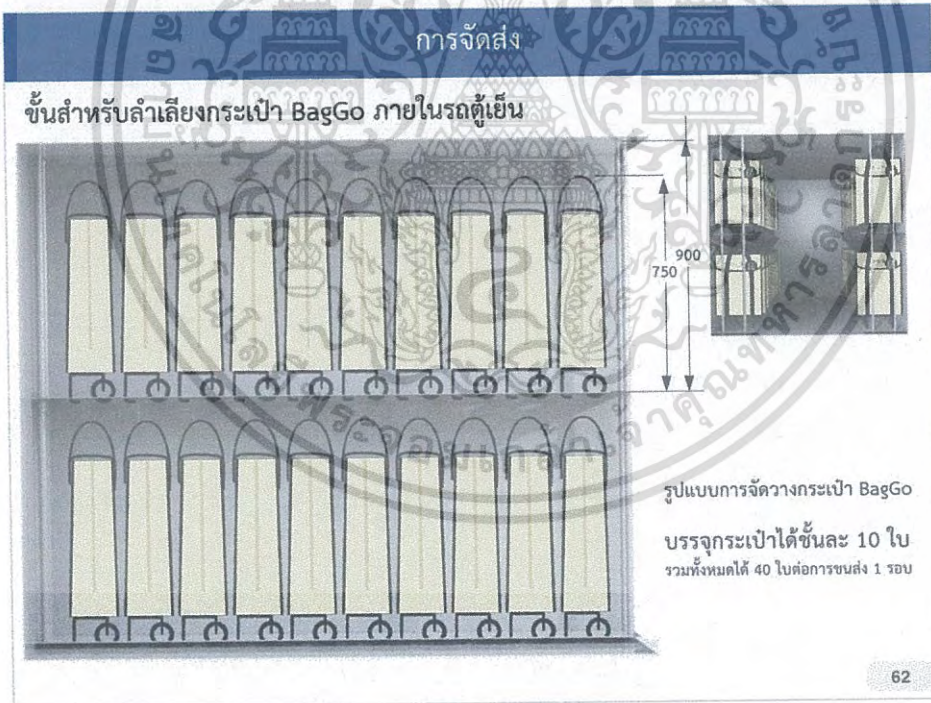 การจัดส่ง
ชั้นสำหรับลำเลียงกระเป๋า BagGo ภายในรถตู้เย็น
900
750
รูปแบบการจัดวางกระเป๋า BagGo
บรรจุกระเป๋าได้ชั้นละ 10 ใบ
รวมทั้งหมดได้ 40 ใบต่อการขนส่ง 1 รอบ
62